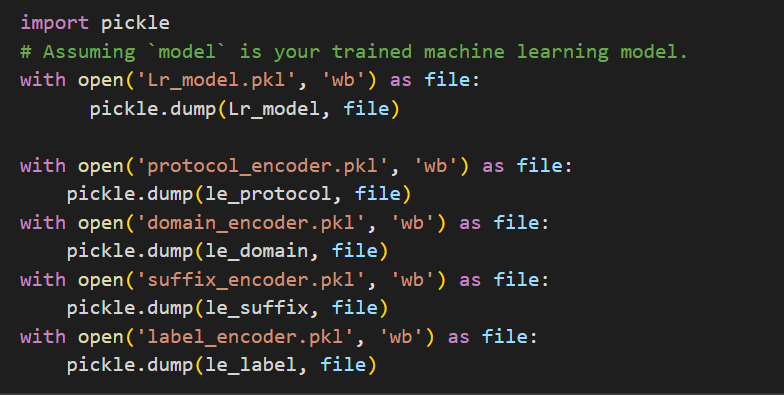 import pickle
# Assuming `model` is your trained machine learning model.
with open('Lr_model.pkl', 'wb') as file:
      pickle.dump(Lr_model, file)

with open('protocol_encoder.pkl', 'wb') as file:
    pickle.dump(le_protocol, file)
with open('domain_encoder.pkl', 'wb') as file:
    pickle.dump(le_domain, file)
with open('suffix_encoder.pkl', 'wb') as file:
    pickle.dump(le_suffix, file)
with open('label_encoder.pkl', 'wb') as file:
    pickle.dump(le_label, file)